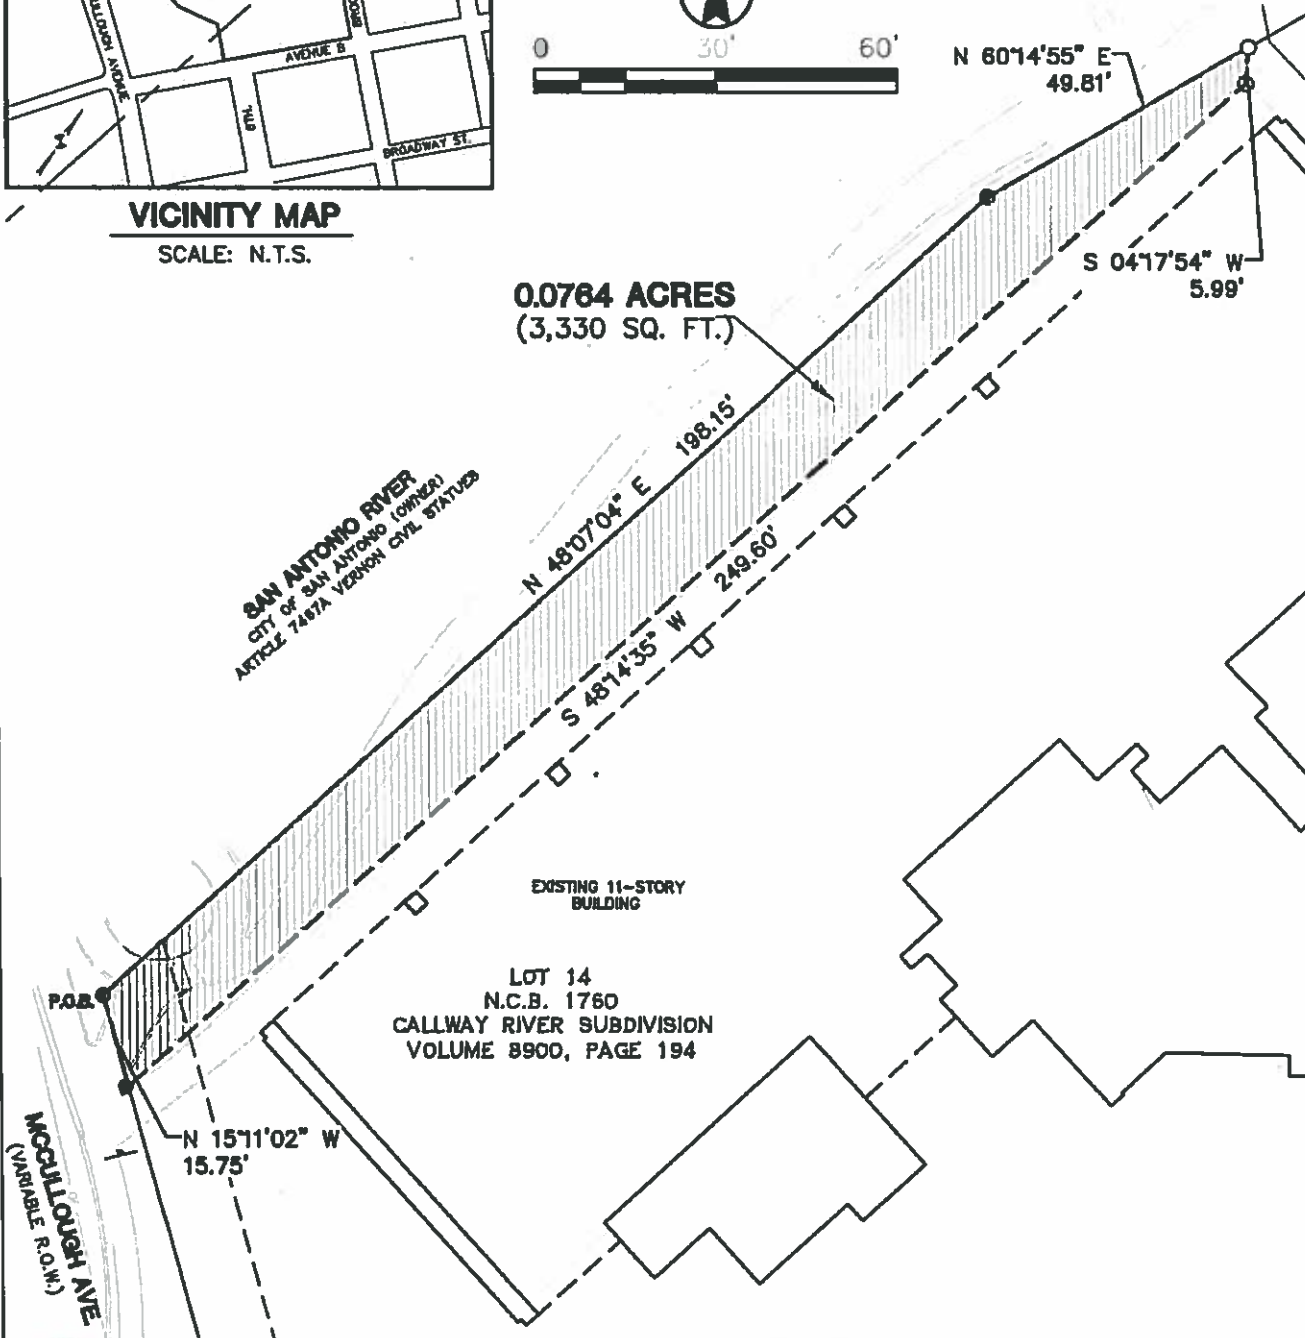 AVENUE
AVENUE B
8TH
BROADWAY ST.
N
VICINITY MAP
SCALE: N.T.S.
0 30' 60'
N 60°14'55" E
49.81'
S 04°17'54" W
5.99'
0.0764 ACRES
(3,330 SQ. FT.)
N 48°07'04" E 198.15'
SAN ANTONIO RIVER
CITY OF SAN ANTONIO (OWNER)
ARTICLE 7467A VERNON CIVIL STATUES
S 48°14'35" W 249.60'
EXISTING 11-STORY
BUILDING
LOT 14
N.C.B. 1760
CALLWAY RIVER SUBDIVISION
VOLUME 8900, PAGE 194
P.O.B.
N 15°11'02" W
15.75'
MCCULLOUGH AVE
(VARIABLE R.O.W.)